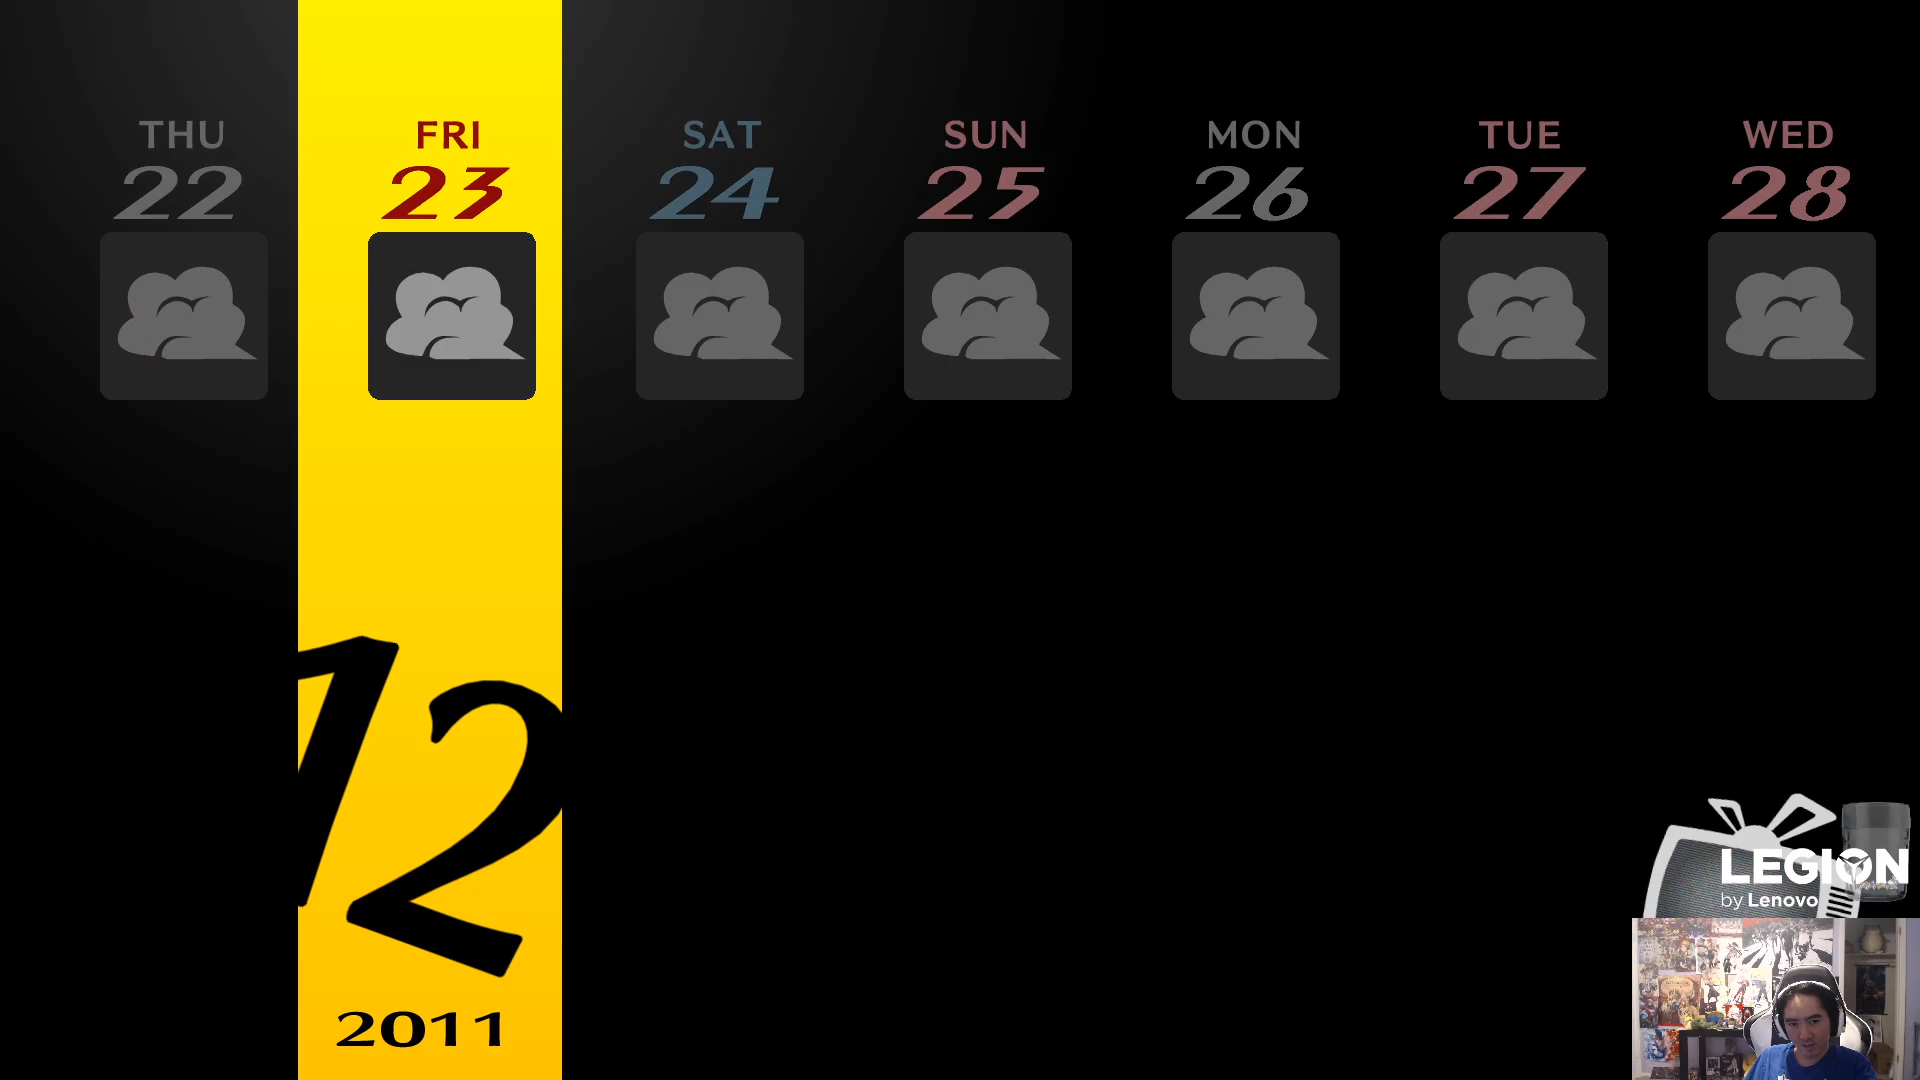 THU FRI SAT SUN MON TUE WED
22 23 24 25 26 27 28
12
2011
LEGION
by Lenovo